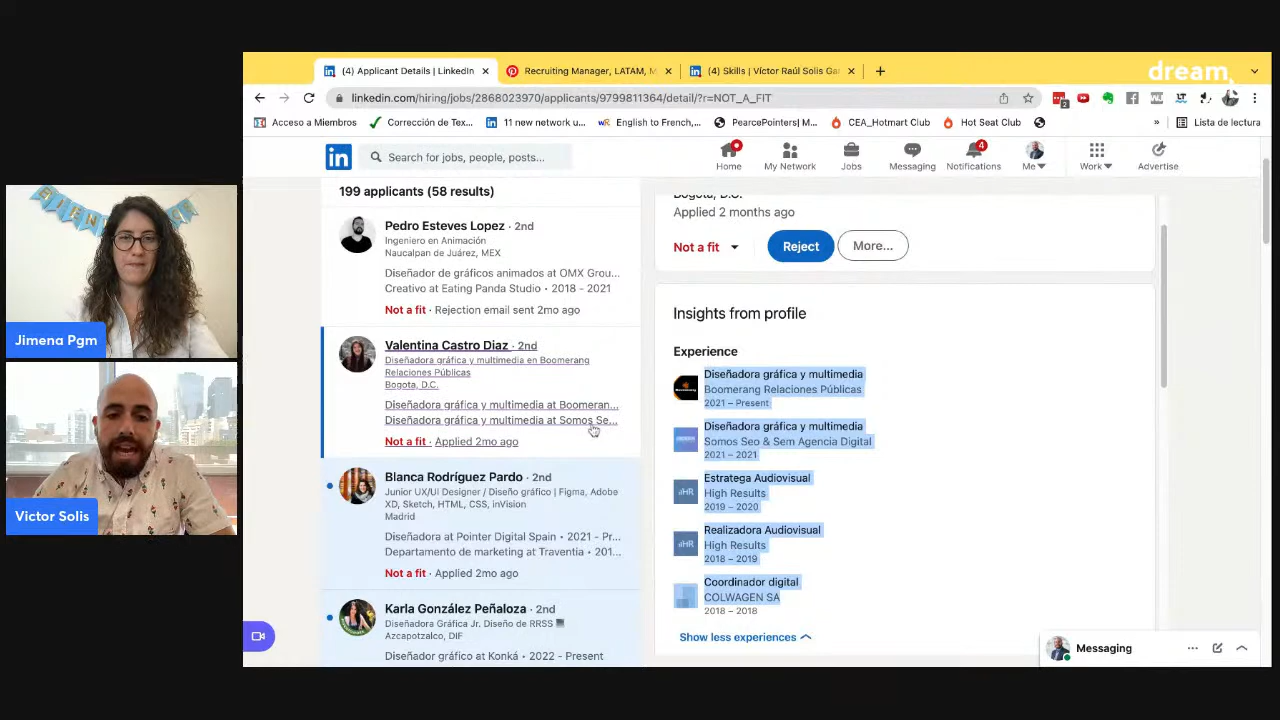 (4) Applicant Details | LinkedIn
Recruiting Manager, LATAM, M
(4) Skills | Víctor Raúl Solis Ga
dream
linkedin.com/hiring/jobs/2868023970/applicants/9799811364/detail/?r=NOT_A_FIT
2
Acceso a Miembros
Corrección de Tex...
11 new network u...
English to French,...
PearcePointers| M...
CEA_Hotmart Club
Hot Seat Club
»
Lista de lectura
in
Search for jobs, people, posts...
Home
My Network
Jobs
Messaging
4
Notifications
Me
Work
Advertise
199 applicants (58 results)
Pedro Esteves Lopez · 2nd
Ingeniero en Animación
Naucalpan de Juárez, MEX
Diseñador de gráficos animados at OMX Grou...
Creativo at Eating Panda Studio • 2018 - 2021
Not a fit · Rejection email sent 2mo ago
Valentina Castro Diaz · 2nd
Diseñadora gráfica y multimedia en Boomerang
Relaciones Públicas
Bogota, D.C.
Diseñadora gráfica y multimedia at Boomeran...
Diseñadora gráfica y multimedia at Somos Se...
Not a fit · Applied 2mo ago
Blanca Rodríguez Pardo · 2nd
Junior UX/UI Designer / Diseño gráfico | Figma, Adobe
XD, Sketch, HTML, CSS, inVision
Madrid
Diseñadora at Pointer Digital Spain • 2021 - Pr...
Departamento de marketing at Traventia • 201...
Not a fit · Applied 2mo ago
Karla González Peñaloza · 2nd
Diseñadora Gráfica Jr. Diseño de RRSS
Azcapotzalco, DIF
Diseñador gráfico at Konká • 2022 - Present
Bogota, D.C.
Applied 2 months ago
Not a fit
Reject
More...
Insights from profile
Experience
Diseñadora gráfica y multimedia
Boomerang Relaciones Públicas
2021 – Present
Diseñadora gráfica y multimedia
Somos Seo & Sem Agencia Digital
2021 – 2021
Estratega Audiovisual
High Results
2019 – 2020
Realizadora Audiovisual
High Results
2018 – 2019
Coordinador digital
COLWAGEN SA
2018 – 2018
Show less experiences
Messaging
Jimena Pgm
Victor Solis